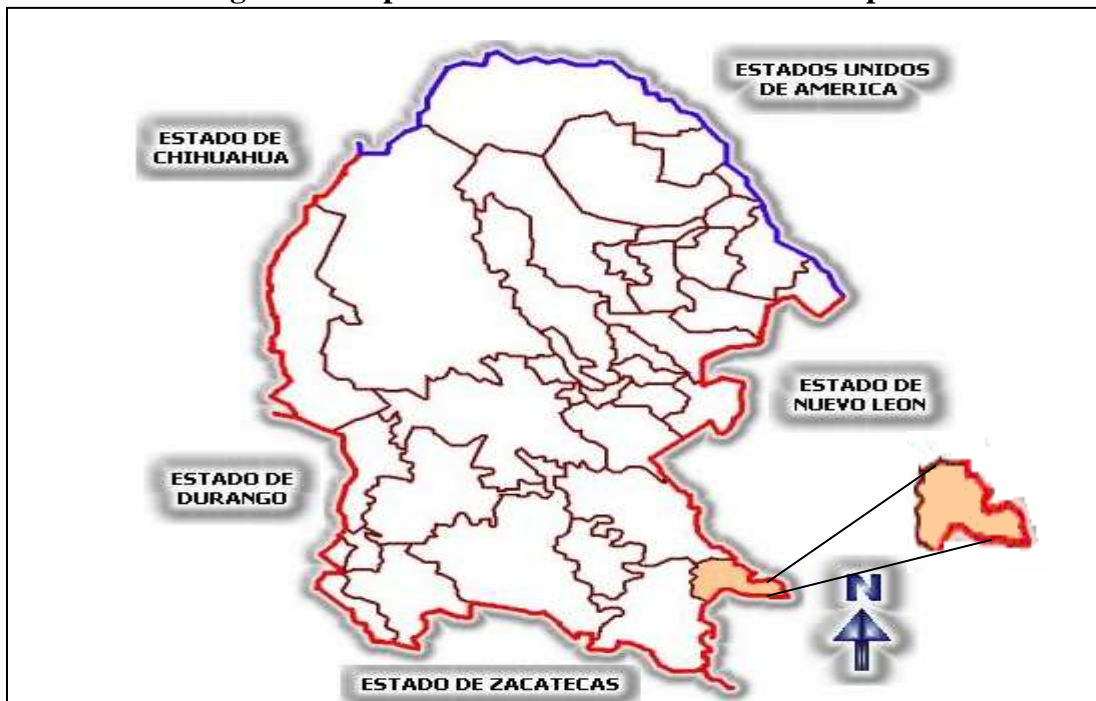 ESTADOS UNIDOS
DE AMERICA
ESTADO DE
CHIHUAHUA
ESTADO DE
NUEVO LEON
ESTADO DE
DURANGO
N
ESTADO DE ZACATECAS